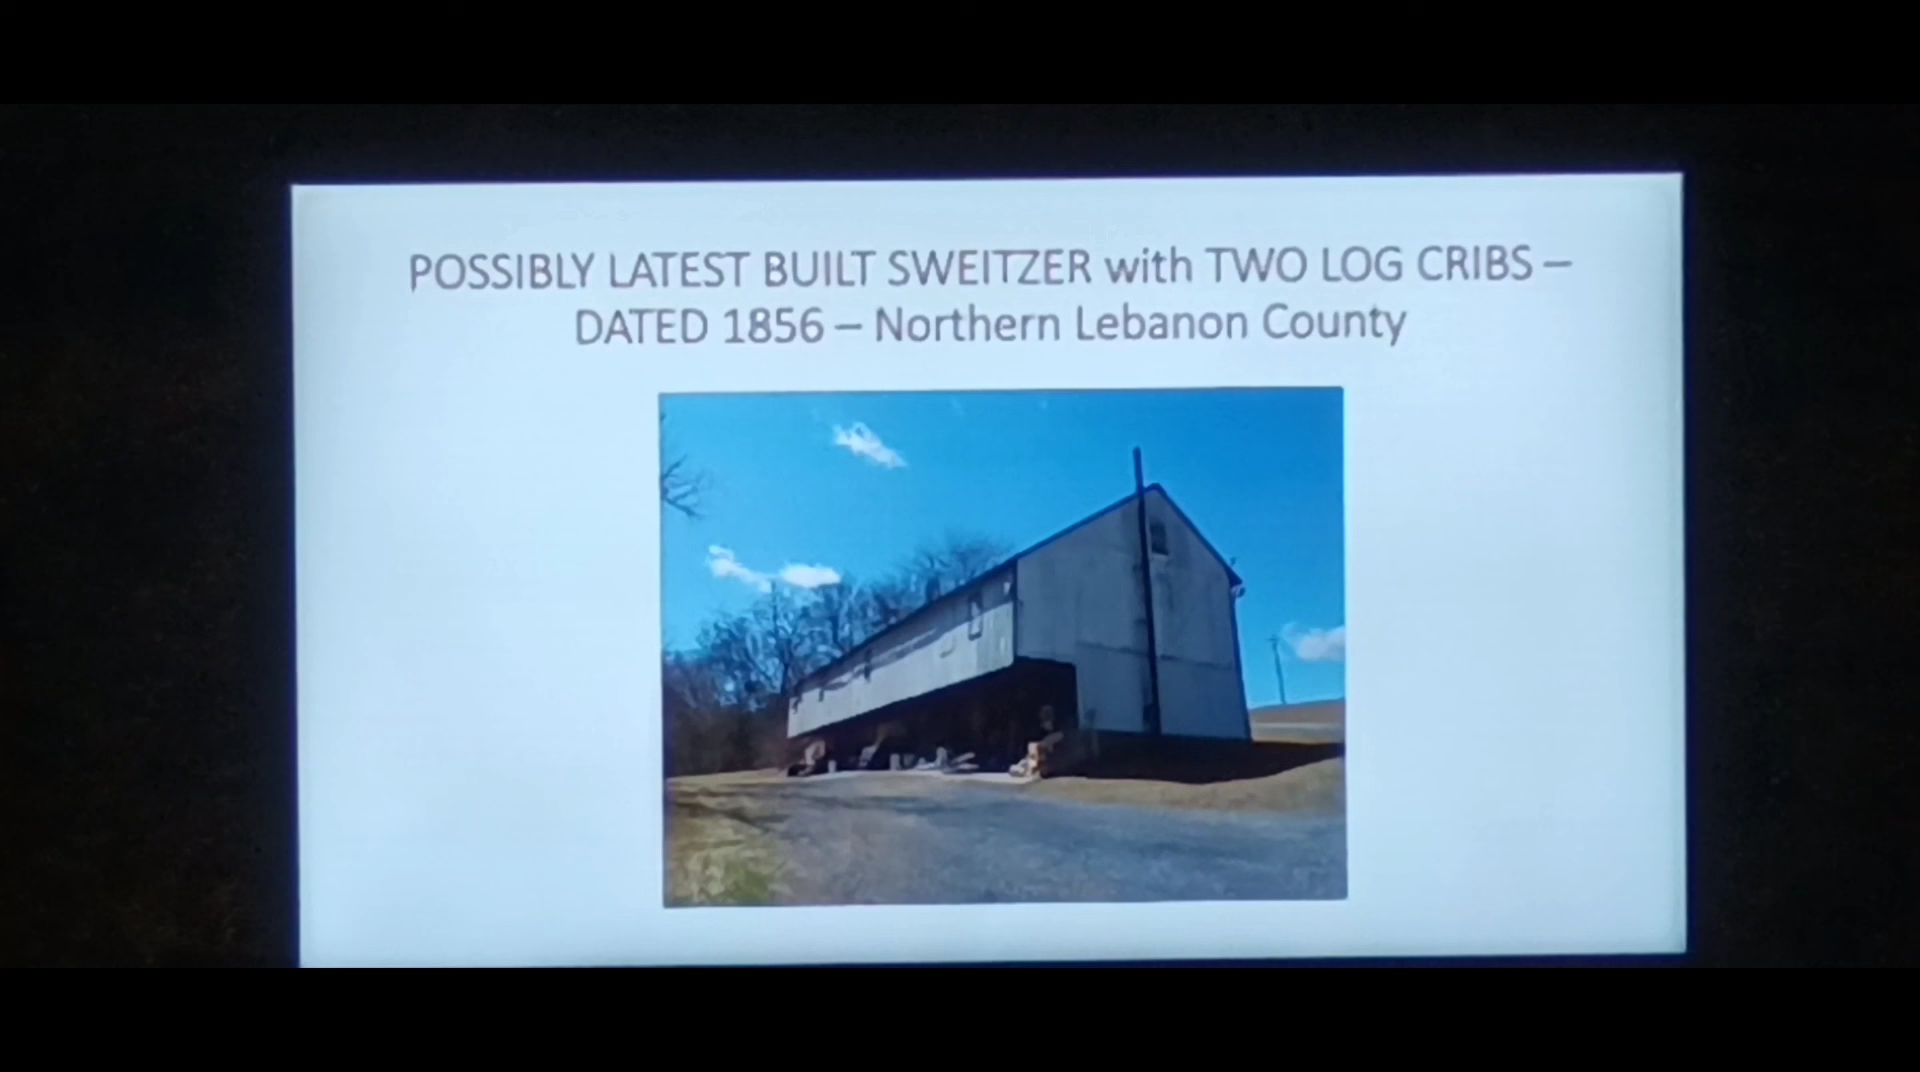 POSSIBLY LATEST BUILT SWEITZER with TWO LOG CRIBS –
DATED 1856 – Northern Lebanon County